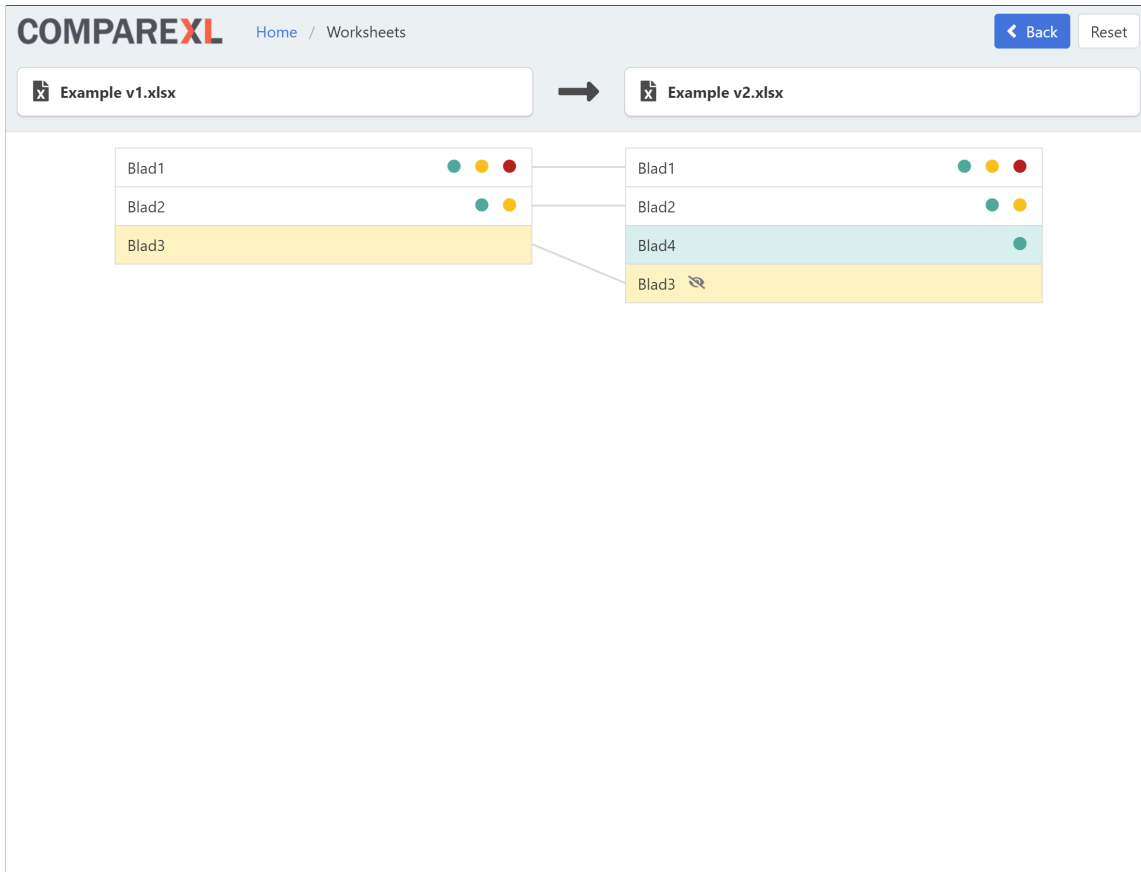 COMPAREXL Home / Worksheets Back Reset
Example v1.xlsx Example v2.xlsx
Blad1 Blad1
Blad2 Blad2
Blad3 Blad4
Blad3